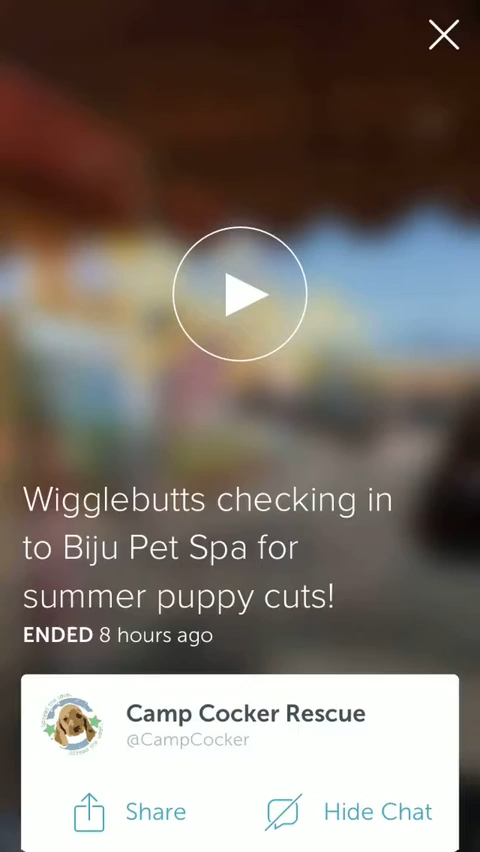 Wigglebutts checking in
to Biju Pet Spa for
summer puppy cuts!
ENDED 8 hours ago
Camp Cocker Rescue
@CampCocker
Share
Hide Chat